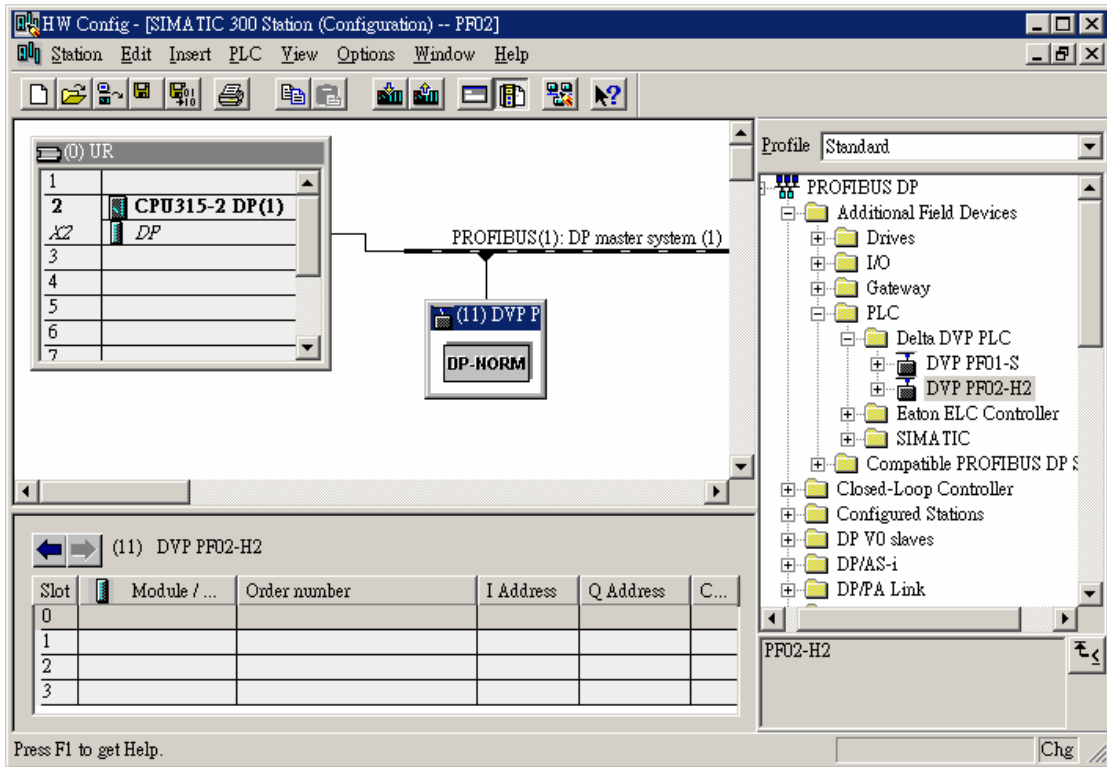 HW Config - [SIMATIC 300 Station (Configuration) -- PF02]
Station Edit Insert PLC View Options Window Help
(0) UR
1
2 CPU315-2 DP(1)
X2 DP
3
4
5
6
7
PROFIBUS(1): DP master system (1)
(11) DVP P
DP-NORM
Profile Standard
PROFIBUS DP
Additional Field Devices
Drives
I/O
Gateway
PLC
Delta DVP PLC
DVP PF01-S
DVP PF02-H2
Eaton ELC Controller
SIMATIC
Compatible PROFIBUS DP S
Closed-Loop Controller
Configured Stations
DP V0 slaves
DP/AS-i
DP/PA Link
PF02-H2
(11) DVP PF02-H2
Slot Module / ... Order number I Address Q Address C...
0
1
2
3
Press F1 to get Help.
Chg